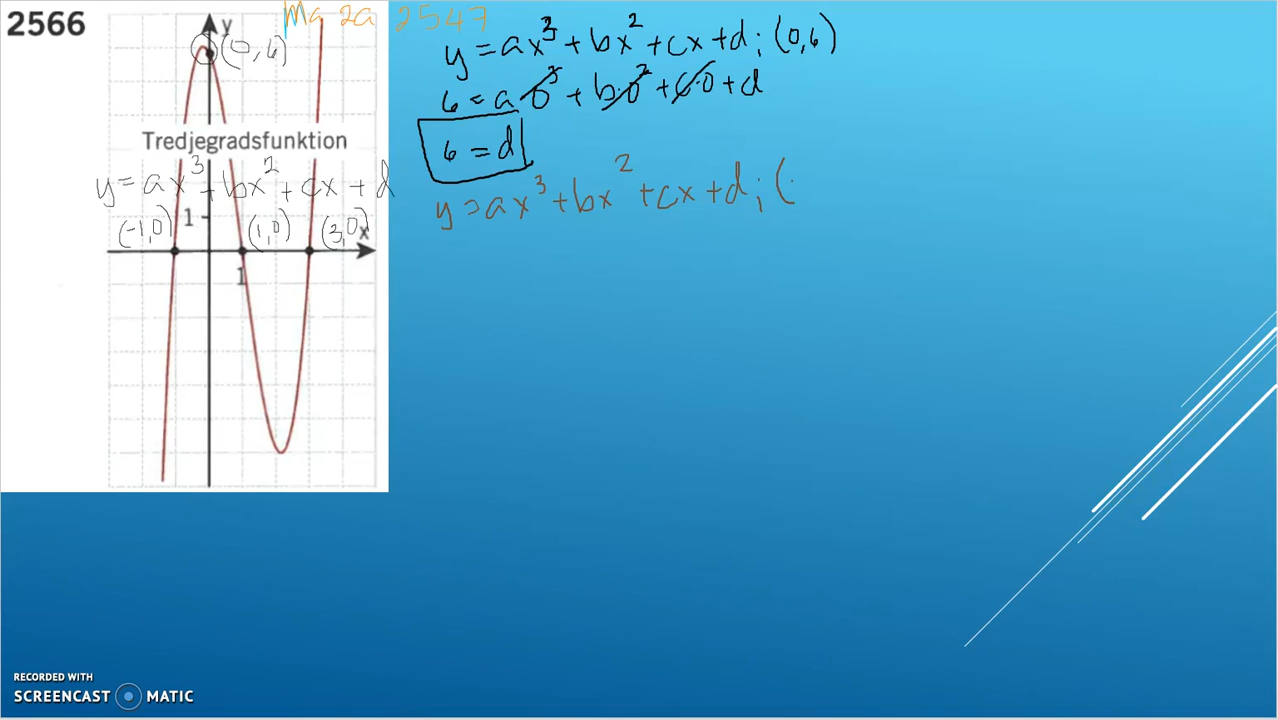 2566
Ma 2a 2547
y
(0,6)
Tredjegradsfunktion
y = ax³ + bx² + cx + d
(-1,0) 1 (1,0) (3,0) x
1
y = ax³ + bx² + cx + d ; (0,6)
6 = a·0³ + b·0² + c·0 + d
6 = d
y = ax³ + bx² + cx + d ; (
RECORDED WITH
SCREENCAST MATIC